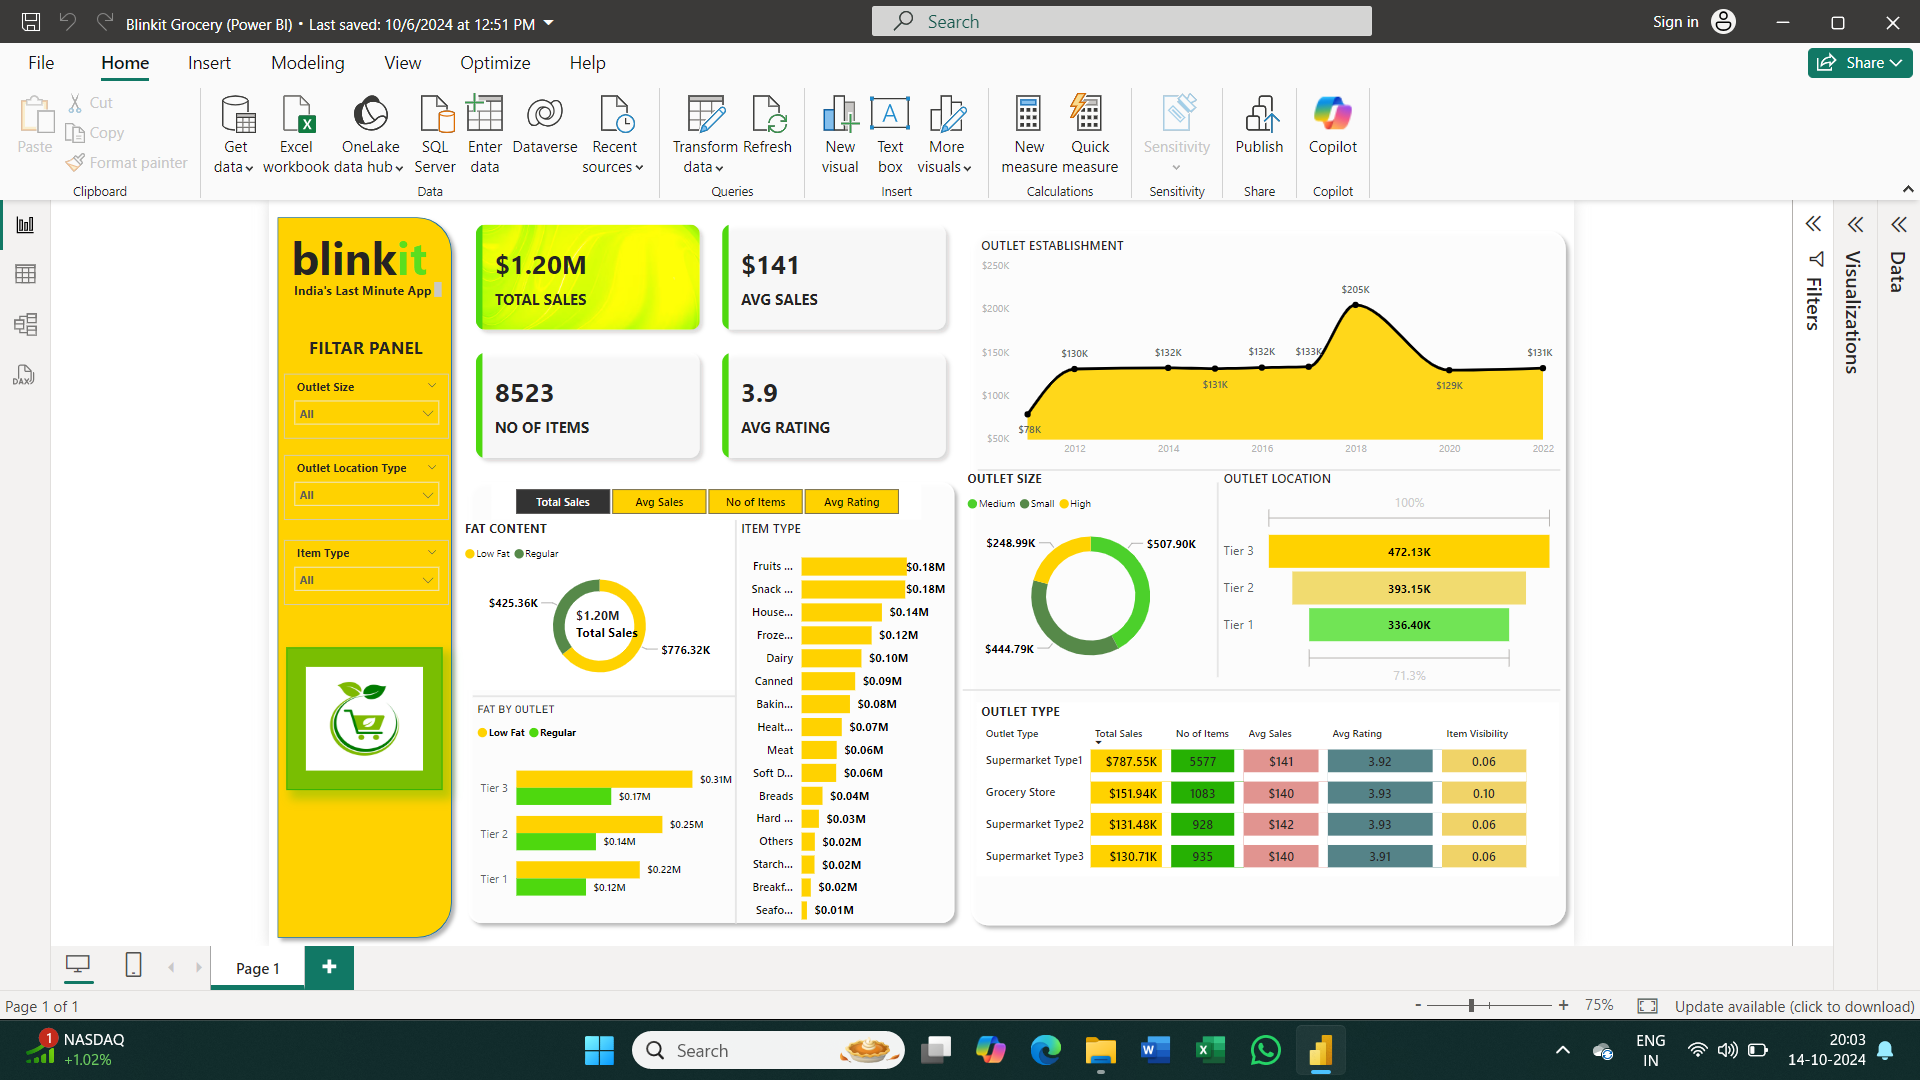 Blinkit Grocery (Power BI) • Last saved: 10/6/2024 at 12:51 PM
Search
Sign in
File
Home
Insert
Modeling
View
Optimize
Help
Share
Paste
Cut
Copy
Format painter
Clipboard
Get data
Excel workbook
OneLake data hub
SQL Server
Enter data
Dataverse
Recent sources
Data
Transform data
Refresh
Queries
New visual
Text box
More visuals
Insert
New measure
Quick measure
Calculations
Sensitivity
Sensitivity
Publish
Share
Copilot
Copilot
DAX
blinkit
India's Last Minute App
FILTAR PANEL
Outlet Size
All
Outlet Location Type
All
Item Type
All
$1.20M
TOTAL SALES
$141
AVG SALES
8523
NO OF ITEMS
3.9
AVG RATING
Total Sales
Avg Sales
No of Items
Avg Rating
FAT CONTENT
Low Fat
Regular
$425.36K
$1.20M
Total Sales
$776.32K
FAT BY OUTLET
Low Fat
Regular
Tier 3
$0.31M
$0.17M
Tier 2
$0.25M
$0.14M
Tier 1
$0.22M
$0.12M
ITEM TYPE
Fruits ... $0.18M
Snack ... $0.18M
House... $0.14M
Froze... $0.12M
Dairy $0.10M
Canned $0.09M
Bakin... $0.08M
Healt... $0.07M
Meat $0.06M
Soft D... $0.06M
Breads $0.04M
Hard ... $0.03M
Others $0.02M
Starch... $0.02M
Breakf... $0.02M
Seafo... $0.01M
OUTLET ESTABLISHMENT
$250K
$200K
$150K
$100K
$50K
$78K
$130K
$132K
$131K
$132K
$133K
$205K
$129K
$131K
2012
2014
2016
2018
2020
2022
OUTLET SIZE
Medium
Small
High
$248.99K
$507.90K
$444.79K
OUTLET LOCATION
100%
Tier 3 472.13K
Tier 2 393.15K
Tier 1 336.40K
71.3%
OUTLET TYPE
Outlet Type Total Sales No of Items Avg Sales Avg Rating Item Visibility
Supermarket Type1 $787.55K 5577 $141 3.92 0.06
Grocery Store $151.94K 1083 $140 3.93 0.10
Supermarket Type2 $131.48K 928 $142 3.93 0.06
Supermarket Type3 $130.71K 935 $140 3.91 0.06
Filters
Visualizations
Data
Page 1
Page 1 of 1
- + 75%
Update available (click to download)
1
NASDAQ
+1.02%
Search
ENG
IN
20:03
14-10-2024